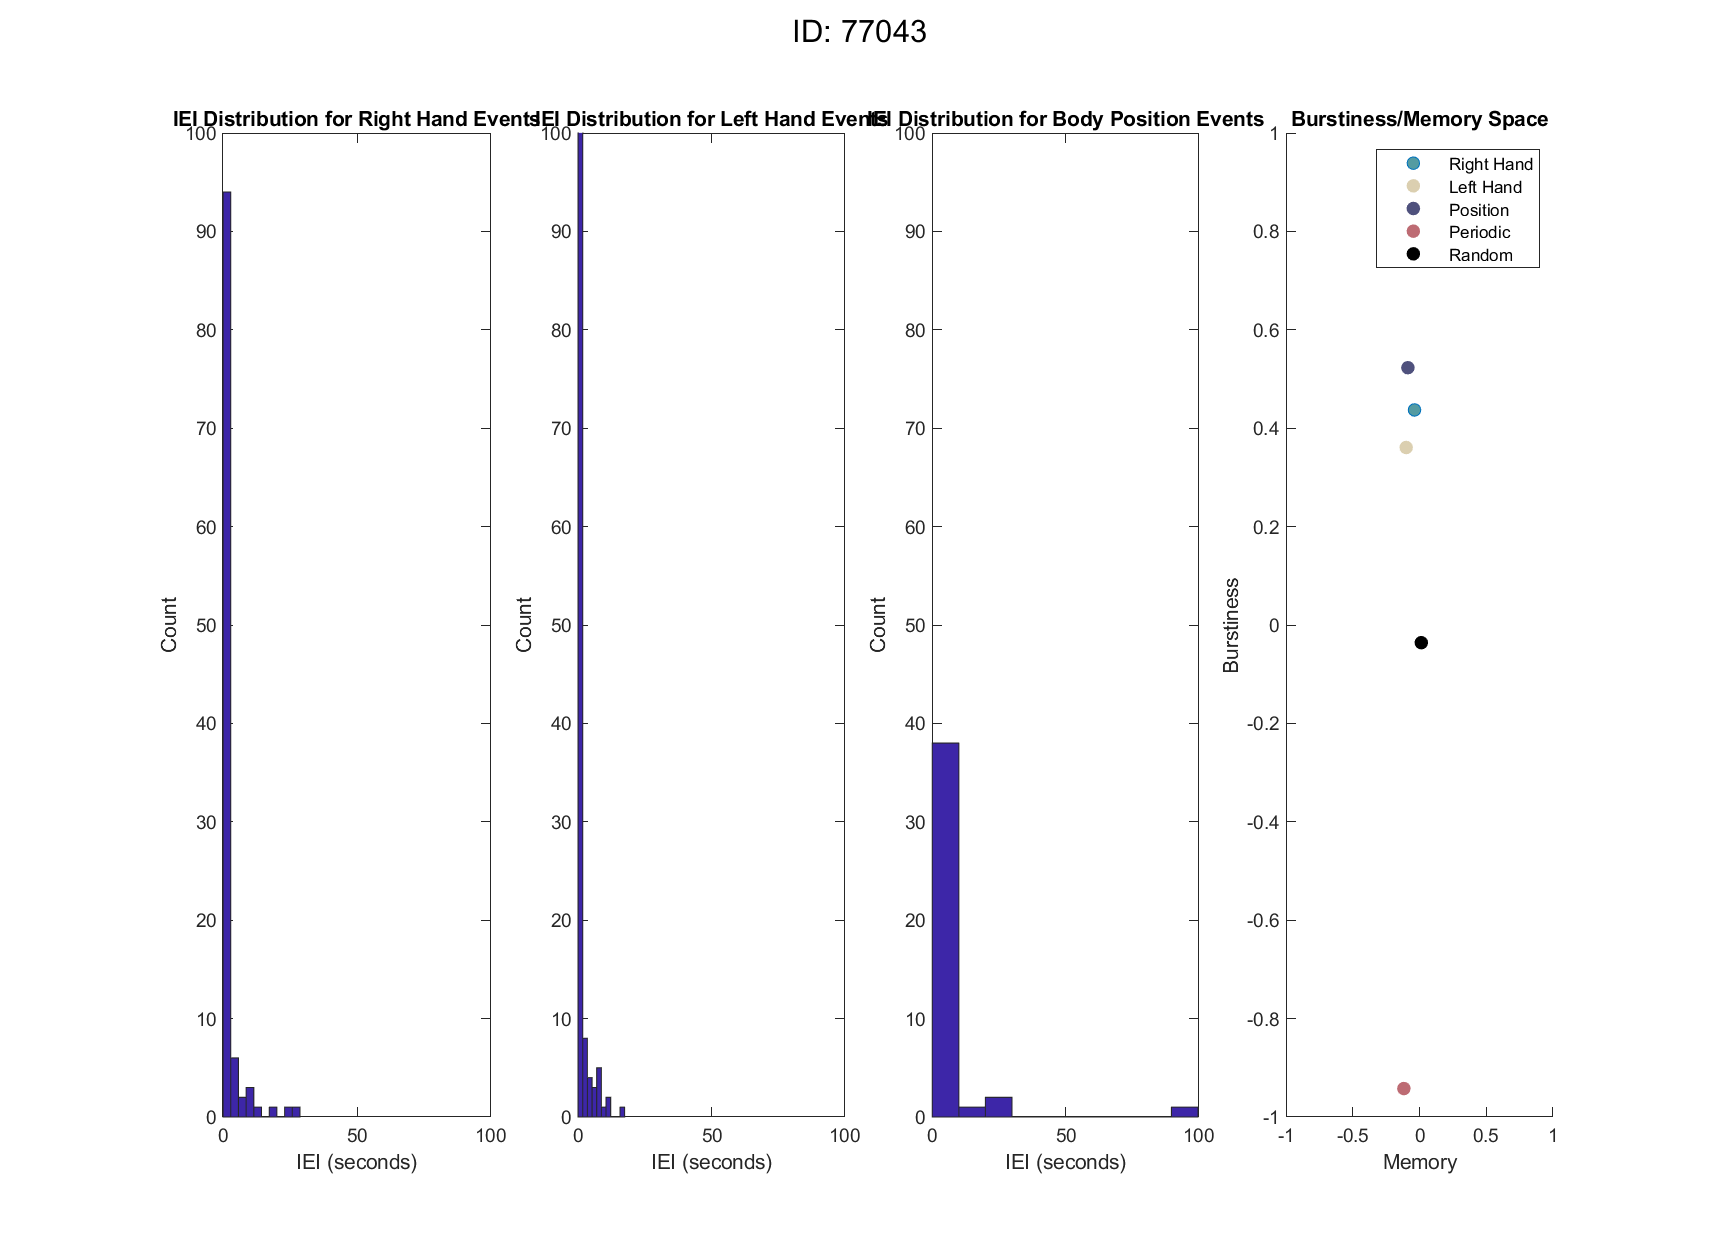 ID: 77043
IEI Distribution for Right Hand Events
100
90
80
70
60
50
40
30
20
10
0
Count
0 50 100
IEI (seconds)
IEI Distribution for Left Hand Events
100
90
80
70
60
50
40
30
20
10
0
Count
0 50 100
IEI (seconds)
IEI Distribution for Body Position Events
100
90
80
70
60
50
40
30
20
10
0
Count
0 50 100
IEI (seconds)
Burstiness/Memory Space
Right Hand
Left Hand
Position
Periodic
Random
1
0.8
0.6
0.4
0.2
0
-0.2
-0.4
-0.6
-0.8
-1
Burstiness
-1 -0.5 0 0.5 1
Memory